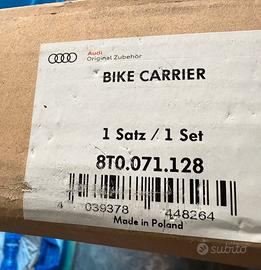 Audi
Original Zubehör
BIKE CARRIER
1 Satz / 1 Set
8T0.071.128
4 039378 448264
Made in Poland
subito